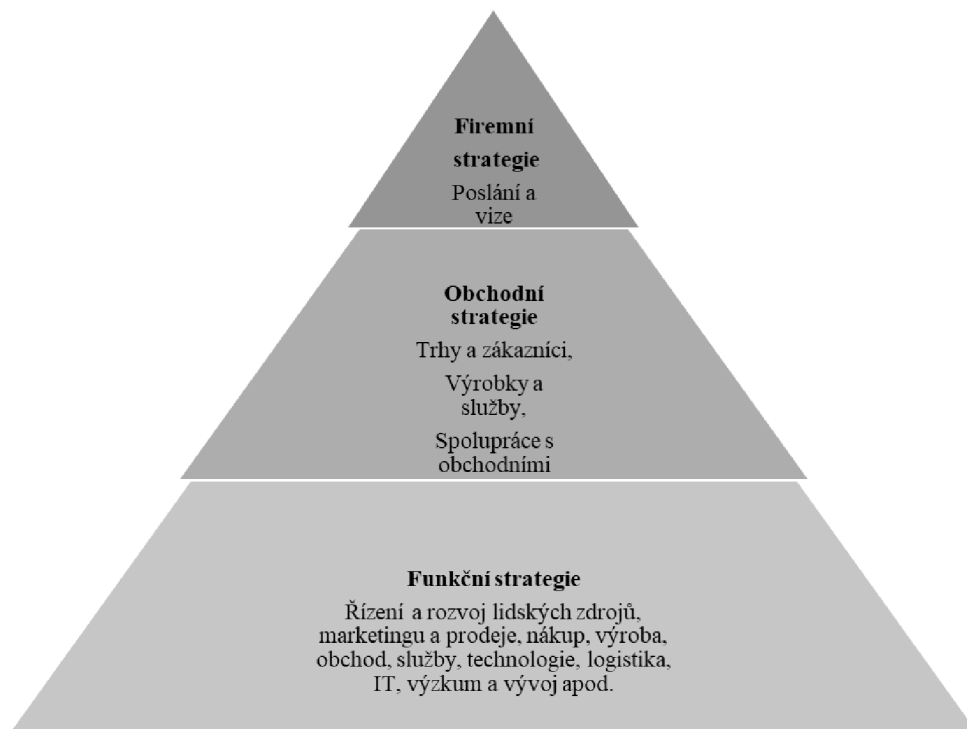 Firemní
strategie
Poslání a
vize
Obchodní
strategie
Trhy a zákazníci,
Výrobky a
služby,
Spolupráce s
obchodními
Funkční strategie
Řízení a rozvoj lidských zdrojů,
marketingu a prodeje, nákup, výroba,
obchod, služby, technologie, logistika,
IT, výzkum a vývoj apod.